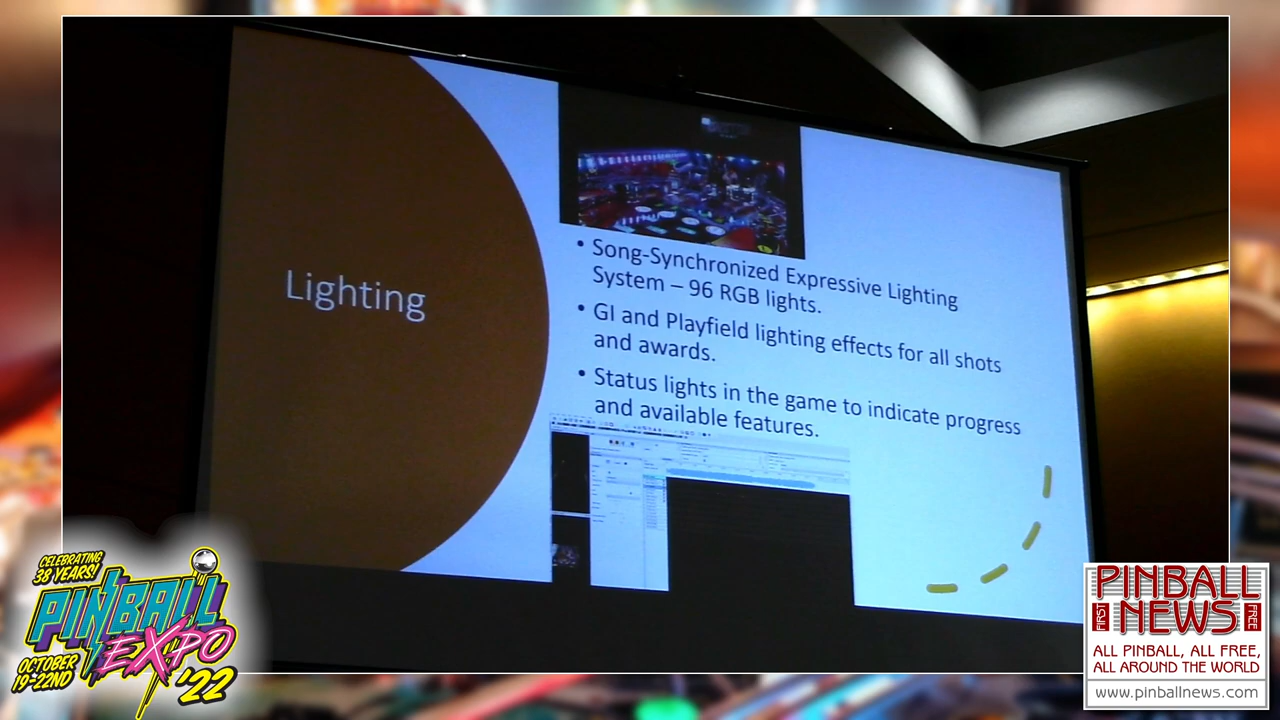 Lighting
• Song-Synchronized Expressive Lighting
System – 96 RGB lights.
• GI and Playfield lighting effects for all shots
and awards.
• Status lights in the game to indicate progress
and available features.
CELEBRATING
38 YEARS!
PINBALL
EXPO
OCTOBER
19-22ND
'22
PINBALL
FIRST NEWS FREE
ALL PINBALL, ALL FREE,
ALL AROUND THE WORLD
www.pinballnews.com